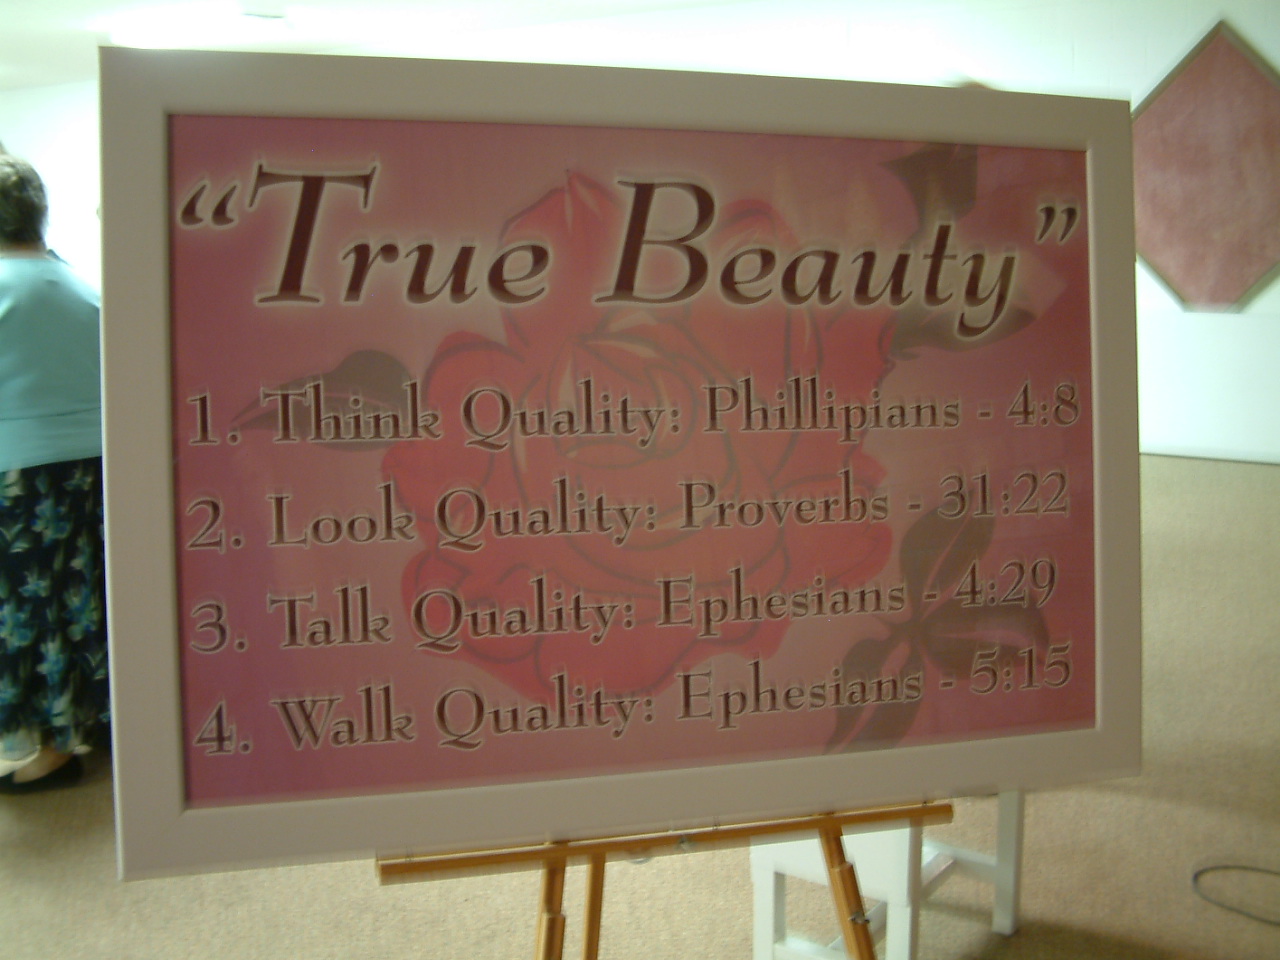 “True Beauty”
1. Think Quality: Phillipians - 4:8
2. Look Quality: Proverbs - 31:22
3. Talk Quality: Ephesians - 4:29
4. Walk Quality: Ephesians - 5:15